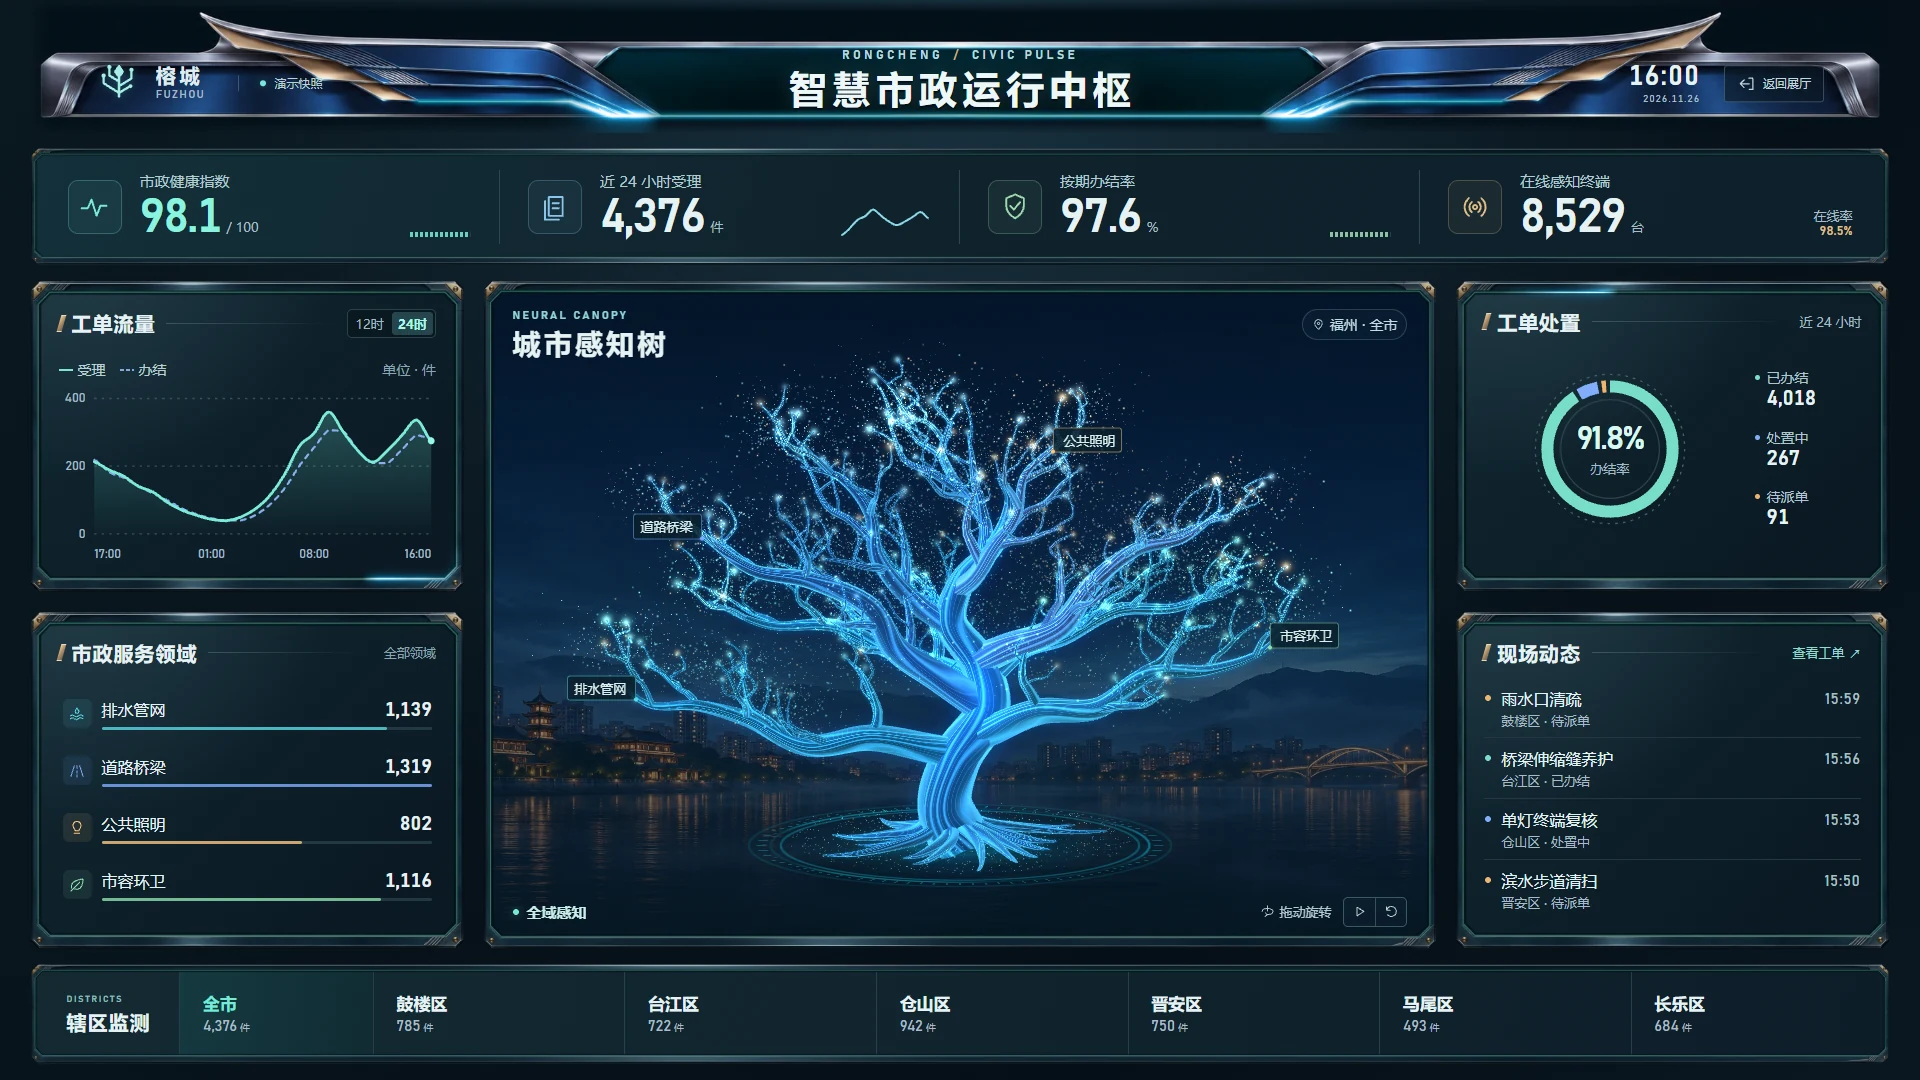 RONGCHENG / CIVIC PULSE
智慧市政运行中枢
榕城
FUZHOU
演示快照
16:00
2026.11.26
返回展厅
市政健康指数
98.1 / 100
近 24 小时受理
4,376 件
按期办结率
97.6 %
在线感知终端
8,529 台
在线率
98.5%
工单流量
12时 24时
受理 办结 单位 · 件
400
200
0
17:00 01:00 08:00 16:00
市政服务领域 全部领域
排水管网 1,139
道路桥梁 1,319
公共照明 802
市容环卫 1,116
NEURAL CANOPY
城市感知树
福州 · 全市
公共照明
道路桥梁
市容环卫
排水管网
全域感知
拖动旋转
工单处置 近 24 小时
91.8%
办结率
已办结
4,018
处置中
267
待派单
91
现场动态 查看工单 ↗
雨水口清疏 15:59
鼓楼区 · 待派单
桥梁伸缩缝养护 15:56
台江区 · 已办结
单灯终端复核 15:53
仓山区 · 处置中
滨水步道清扫 15:50
晋安区 · 待派单
DISTRICTS
辖区监测
全市
4,376 件
鼓楼区
785 件
台江区
722 件
仓山区
942 件
晋安区
750 件
马尾区
493 件
长乐区
684 件